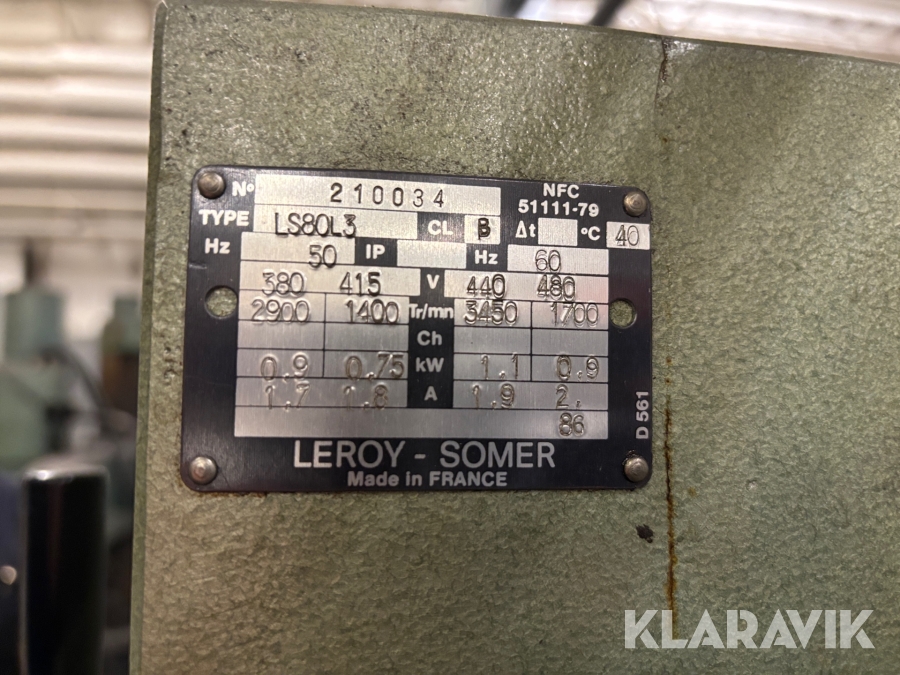 N° 210034 NFC 51111-79
TYPE LS80L3 CL B Δt °C 40
Hz 50 IP Hz 60
380 415 V 440 480
2900 1400 Tr/mn 3450 1700
Ch
0.9 0.75 kW 1.1 0.9
1.7 1.8 A 1.9 2.
86
D 561
LEROY - SOMER
Made in FRANCE
KLARAVIK